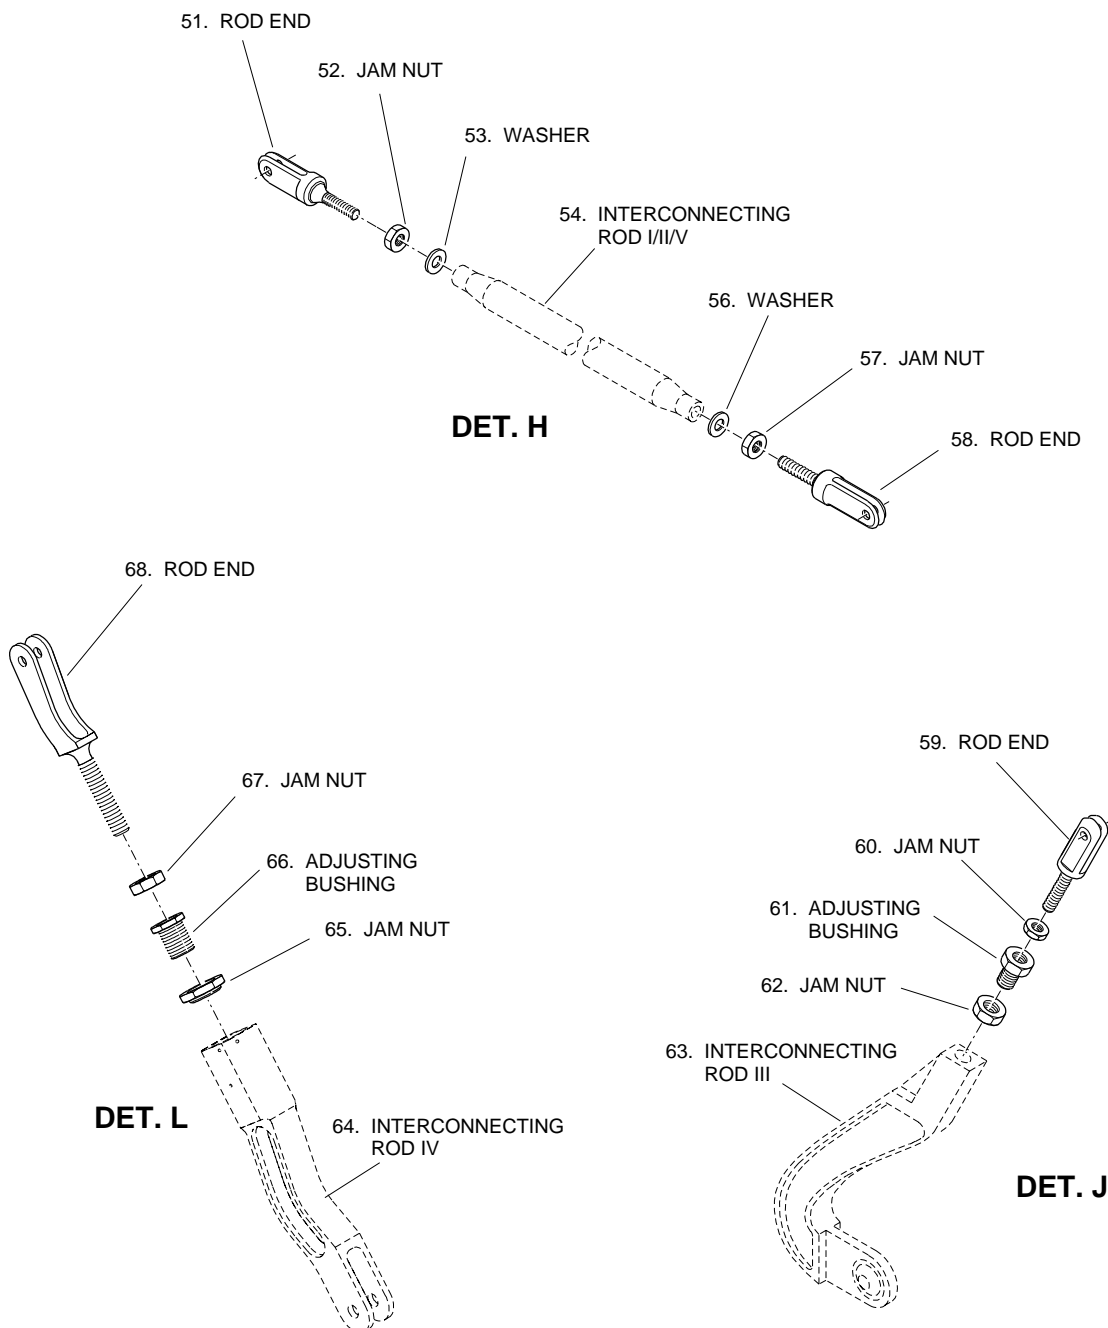 51. ROD END
52. JAM NUT
53. WASHER
54. INTERCONNECTING
ROD I/II/V
56. WASHER
57. JAM NUT
DET. H
58. ROD END
68. ROD END
59. ROD END
67. JAM NUT
60. JAM NUT
66. ADJUSTING
BUSHING
61. ADJUSTING
BUSHING
65. JAM NUT
62. JAM NUT
63. INTERCONNECTING
ROD III
DET. L
64. INTERCONNECTING
ROD IV
DET. J